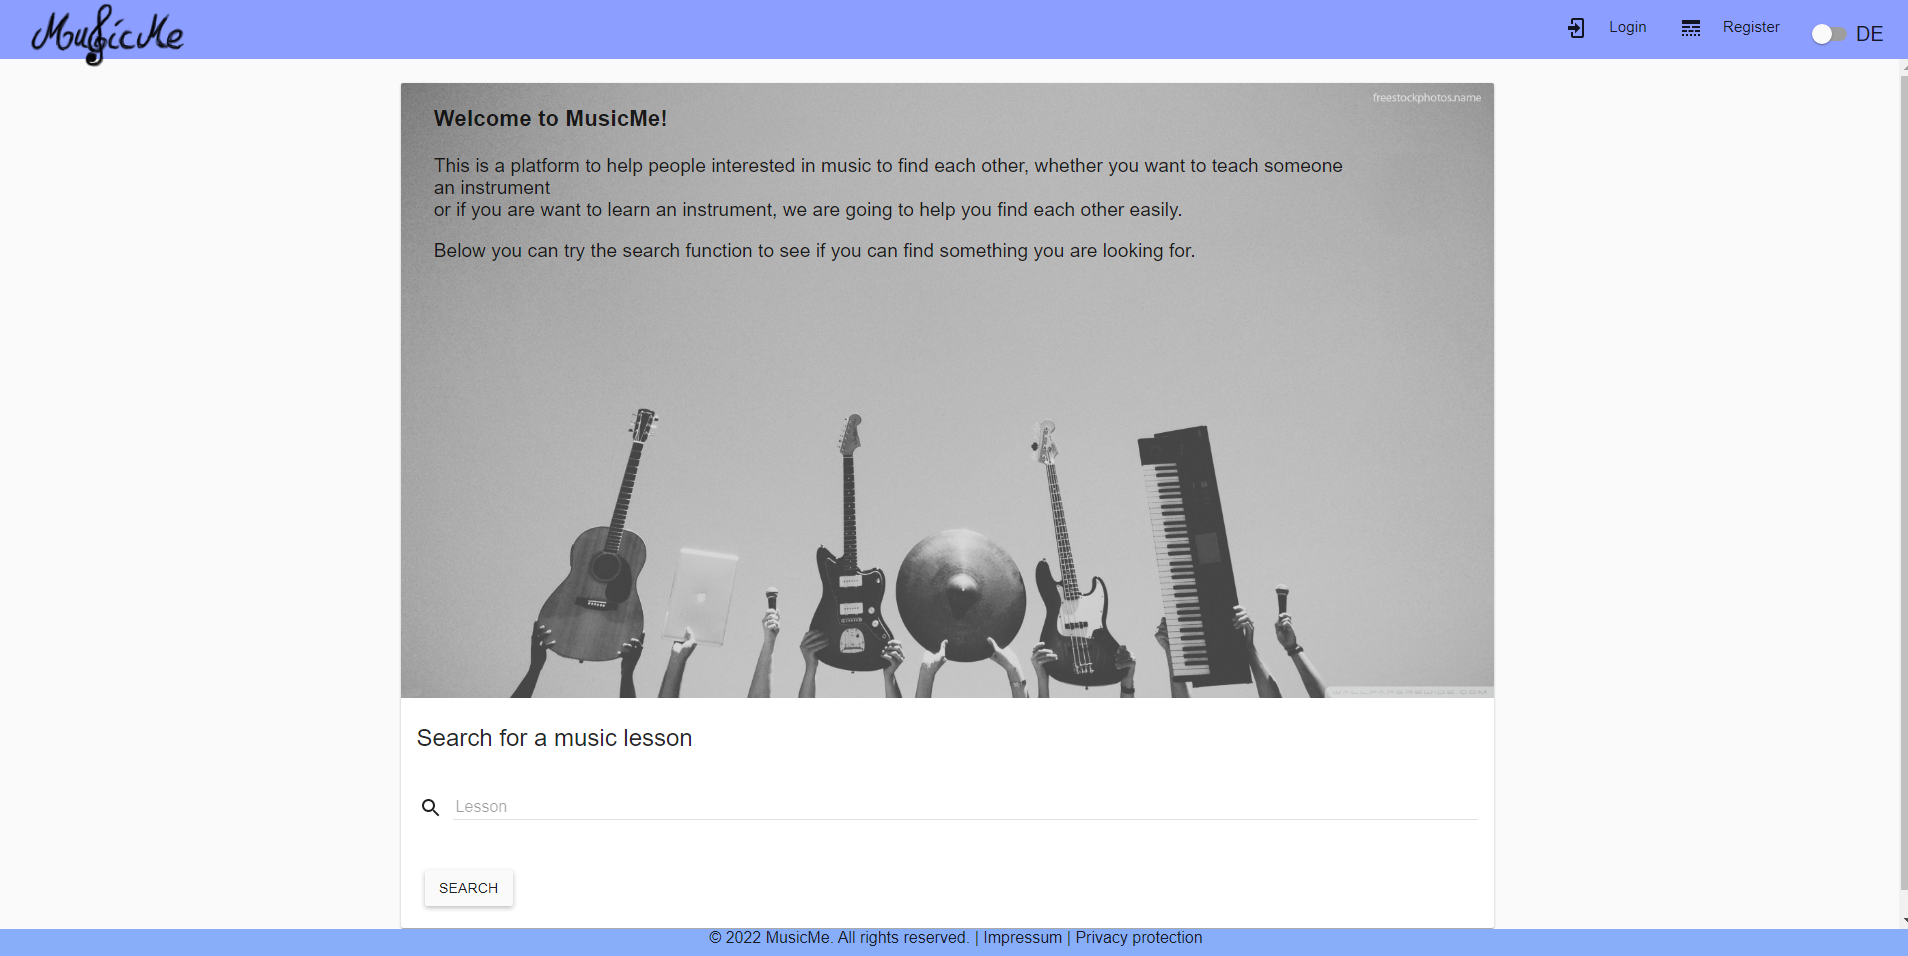 MusicMe
Login
Register
DE
freestockphotos.name
Welcome to MusicMe!
This is a platform to help people interested in music to find each other, whether you want to teach someone
an instrument
or if you are want to learn an instrument, we are going to help you find each other easily.
Below you can try the search function to see if you can find something you are looking for.
WALLPAPERSWIDE.COM
Search for a music lesson
Lesson
SEARCH
© 2022 MusicMe. All rights reserved. | Impressum | Privacy protection